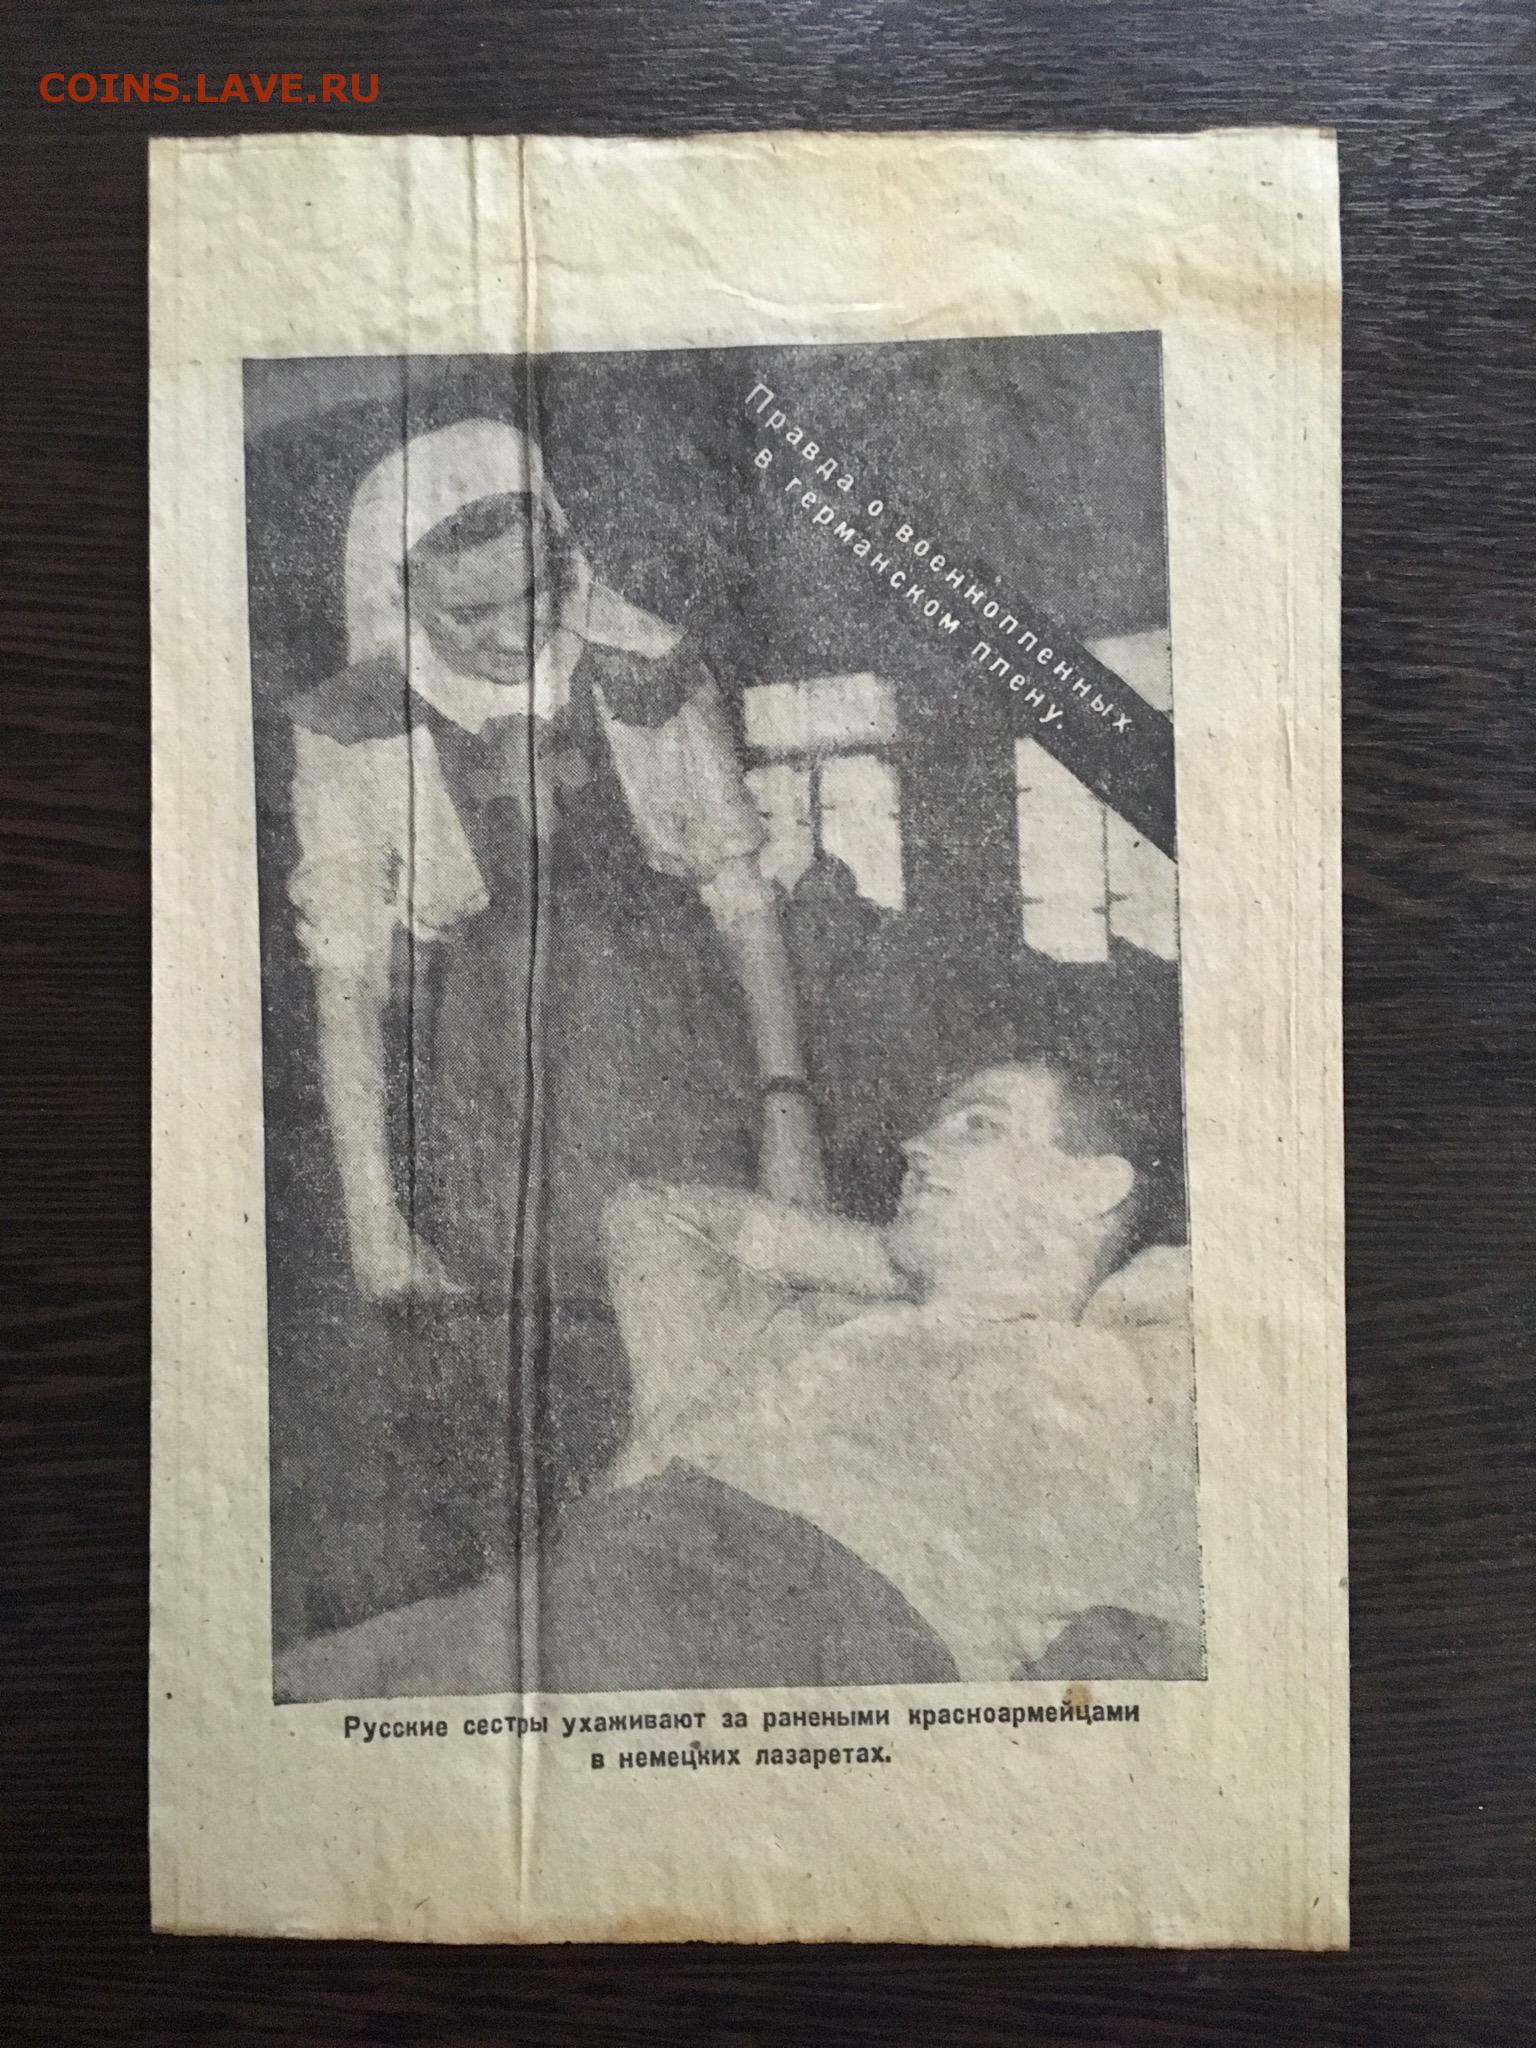 COINS.LAVE.RU
Правда о военнопленных
в германском плену.
Русские сестры ухаживают за ранеными красноармейцами
в немецких лазаретах.